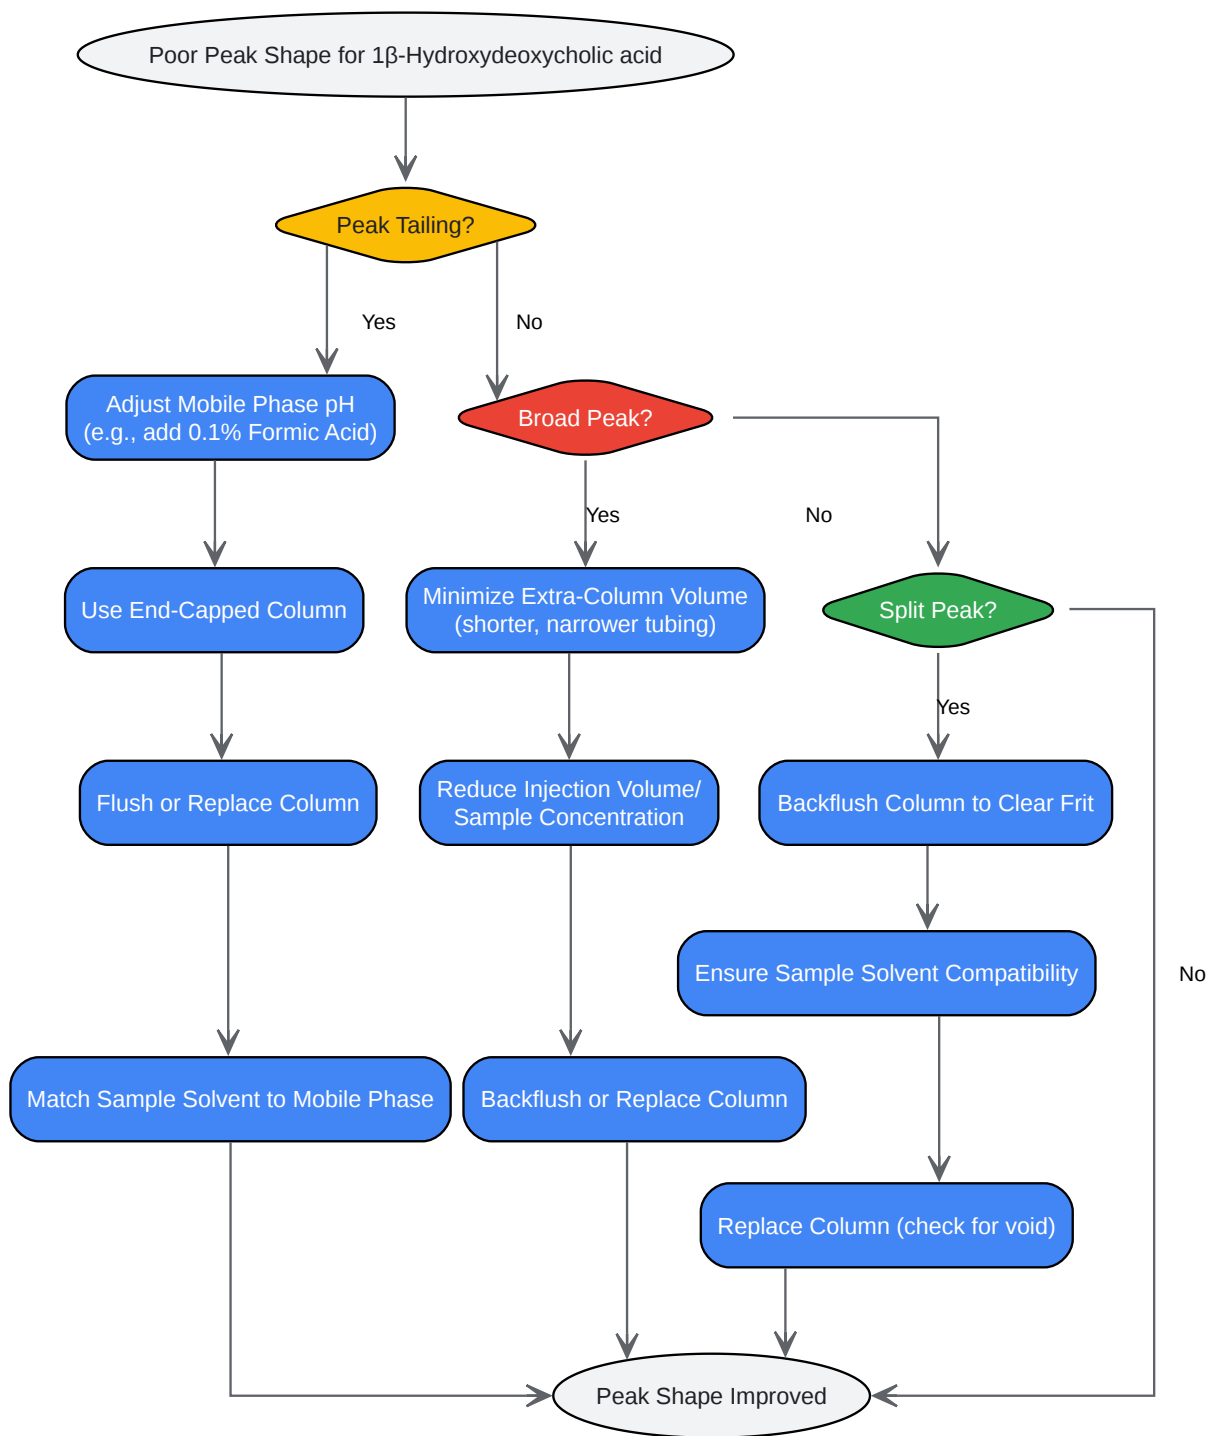 Poor Peak Shape for 1β-Hydroxydeoxycholic acid
Peak Tailing?
Yes
No
Adjust Mobile Phase pH
(e.g., add 0.1% Formic Acid)
Broad Peak?
Yes
No
Use End-Capped Column
Minimize Extra-Column Volume
(shorter, narrower tubing)
Split Peak?
Yes
Flush or Replace Column
Reduce Injection Volume/
Sample Concentration
Backflush Column to Clear Frit
Ensure Sample Solvent Compatibility
No
Match Sample Solvent to Mobile Phase
Backflush or Replace Column
Replace Column (check for void)
Peak Shape Improved